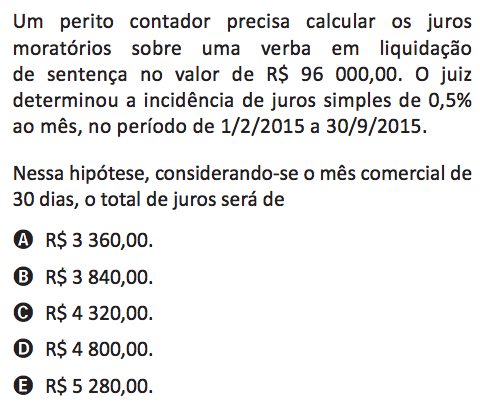 Um perito contador precisa calcular os juros
moratórios sobre uma verba em liquidação
de sentença no valor de R$ 96 000,00. O juiz
determinou a incidência de juros simples de 0,5%
ao mês, no período de 1/2/2015 a 30/9/2015.
Nessa hipótese, considerando-se o mês comercial de
30 dias, o total de juros será de
A R$ 3 360,00.
B R$ 3 840,00.
C R$ 4 320,00.
D R$ 4 800,00.
E R$ 5 280,00.